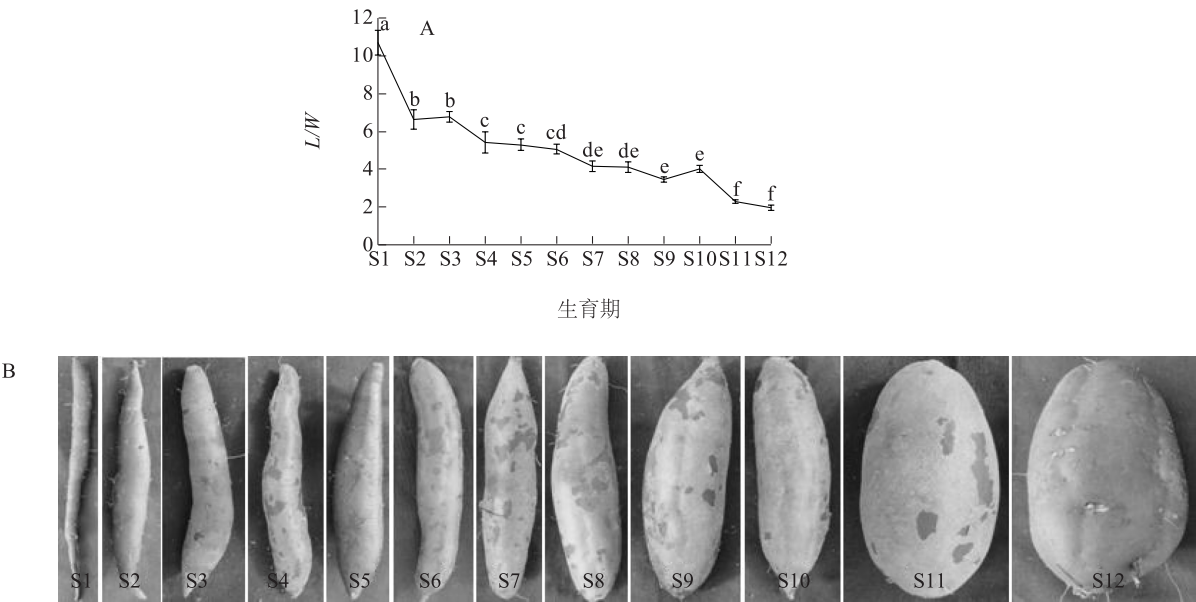 12
a
A
10
8
b b
6
c c cd
de de
4
e e
2
f f
0
L/W
S1 S2 S3 S4 S5 S6 S7 S8 S9 S10 S11 S12
生育期
B
S1 S2 S3 S4 S5 S6 S7 S8 S9 S10 S11 S12